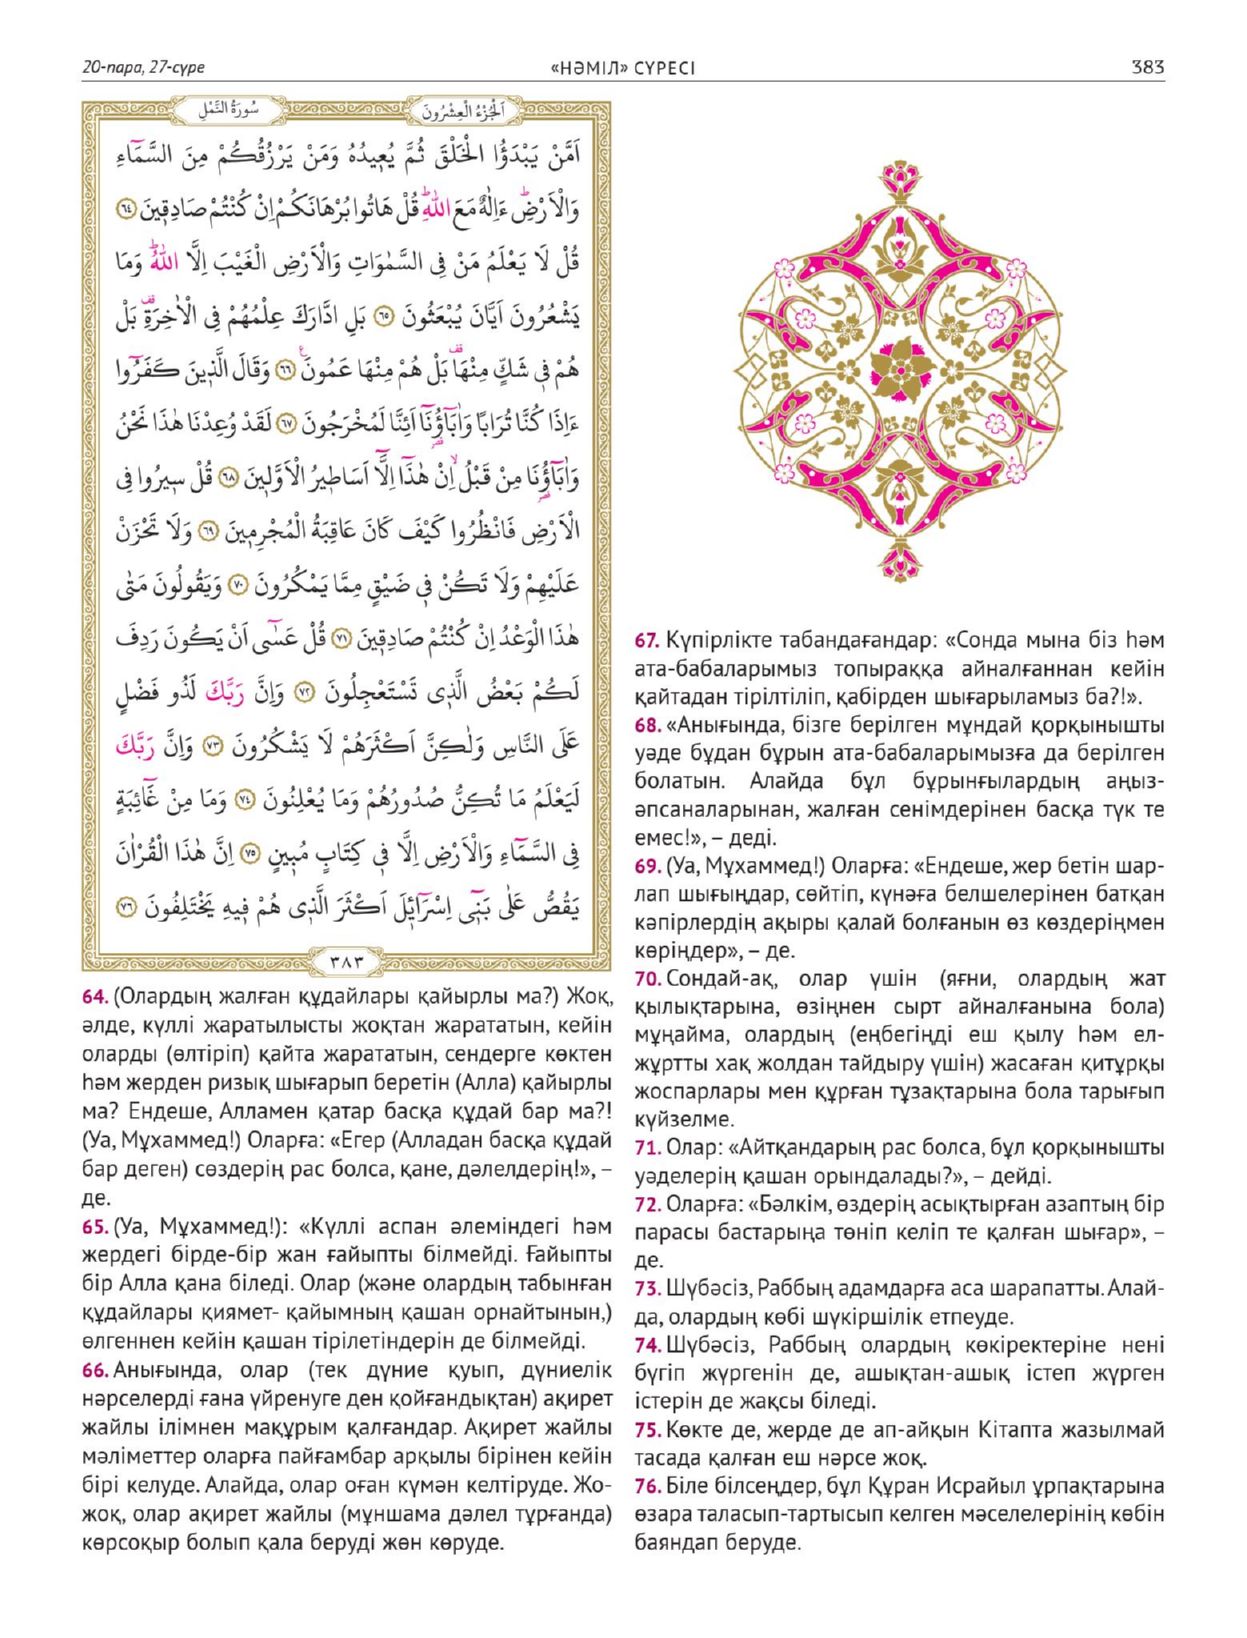 20-пара, 27-сүре
«НӘМІЛ» СҮРЕСІ
383
سُورَةُ النَّمْلِ
اَلْجُزْءُ الْعِشْرُونَ
اَمَّنْ يَبْدَؤُا الْخَلْقَ ثُمَّ يُعِيدُهُ وَمَنْ يَرْزُقُكُمْ مِنَ السَّمَٓاءِ
وَالْاَرْضِۜ ءَاِلٰهٌ مَعَ اللّٰهِۜ قُلْ هَاتُوا بُرْهَانَكُمْ اِنْ كُنْتُمْ صَادِقِينَ ﴿٦٤﴾
قُلْ لَا يَعْلَمُ مَنْ فِى السَّمٰوَاتِ وَالْاَرْضِ الْغَيْبَ اِلَّا اللّٰهُۜ وَمَا
يَشْعُرُونَ اَيَّانَ يُبْعَثُونَ ﴿٦٥﴾ بَلِ ادَّارَكَ عِلْمُهُمْ فِى الْاٰخِرَةِ قف بَلْ
هُمْ فِى شَكٍّ مِنْهَا قف بَلْ هُمْ مِنْهَا عَمُونَ ع ﴿٦٦﴾ وَقَالَ الَّذِينَ كَفَرُٓوا
ءَاِذَا كُنَّا تُرَابًا وَاٰبَٓاؤُ۬نَٓا اَئِنَّا لَمُخْرَجُونَ ﴿٦٧﴾ لَقَدْ وُعِدْنَا هٰذَا نَحْنُ
وَاٰبَٓاؤُ۬نَا مِنْ قَبْلُۙ اِنْ هٰذَٓا اِلَّٓا اَسَاطِيرُ الْاَوَّلِينَ ﴿٦٨﴾ قُلْ سِيرُوا فِى
الْاَرْضِ فَانْظُرُوا كَيْفَ كَانَ عَاقِبَةُ الْمُجْرِمِينَ ﴿٦٩﴾ وَلَا تَحْزَنْ
عَلَيْهِمْ وَلَا تَكُنْ فِى ضَيْقٍ مِمَّا يَمْكُرُونَ ﴿٧٠﴾ وَيَقُولُونَ مَتٰى
هٰذَا الْوَعْدُ اِنْ كُنْتُمْ صَادِقِينَ ﴿٧١﴾ قُلْ عَسٰٓى اَنْ يَكُونَ رَدِفَ
لَكُمْ بَعْضُ الَّذِى تَسْتَعْجِلُونَ ﴿٧٢﴾ وَاِنَّ رَبَّكَ لَذُو فَضْلٍ
عَلَى النَّاسِ وَلٰكِنَّ اَكْثَرَهُمْ لَا يَشْكُرُونَ ﴿٧٣﴾ وَاِنَّ رَبَّكَ
لَيَعْلَمُ مَا تُكِنُّ صُدُورُهُمْ وَمَا يُعْلِنُونَ ﴿٧٤﴾ وَمَا مِنْ غَٓائِبَةٍ
فِى السَّمَٓاءِ وَالْاَرْضِ اِلَّا فِى كِتَابٍ مُبِينٍ ﴿٧٥﴾ اِنَّ هٰذَا الْقُرْاٰنَ
يَقُصُّ عَلٰى بَنِٓى اِسْرَٓائِلَ اَكْثَرَ الَّذِى هُمْ فِيهِ يَخْتَلِفُونَ ﴿٧٦﴾
٣٨٣
64. (Олардың жалған құдайлары қайырлы ма?) Жоқ,
әлде, күллі жаратылысты жоқтан жарататын, кейін
оларды (өлтіріп) қайта жарататын, сендерге көктен
һәм жерден ризық шығарып беретін (Алла) қайырлы
ма? Ендеше, Алламен қатар басқа құдай бар ма?!
(Уа, Мұхаммед!) Оларға: «Егер (Алладан басқа құдай
бар деген) сөздерің рас болса, қане, дәлелдерің!», –
де.
65. (Уа, Мұхаммед!): «Күллі аспан әлеміндегі һәм
жердегі бірде-бір жан ғайыпты білмейді. Ғайыпты
бір Алла қана біледі. Олар (және олардың табынған
құдайлары қиямет- қайымның қашан орнайтынын,)
өлгеннен кейін қашан тірілетіндерін де білмейді.
66. Анығында, олар (тек дүние қуып, дүниелік
нәрселерді ғана үйренуге ден қойғандықтан) ақирет
жайлы ілімнен мақұрым қалғандар. Ақирет жайлы
мәліметтер оларға пайғамбар арқылы бірінен кейін
бірі келуде. Алайда, олар оған күмән келтіруде. Жо-
жоқ, олар ақирет жайлы (мұншама дәлел тұрғанда)
көрсоқыр болып қала беруді жөн көруде.
67. Күпірлікте табандағандар: «Сонда мына біз һәм
ата-бабаларымыз топыраққа айналғаннан кейін
қайтадан тірілтіліп, қабірден шығарыламыз ба?!».
68. «Анығында, бізге берілген мұндай қорқынышты
уәде бұдан бұрын ата-бабаларымызға да берілген
болатын. Алайда бұл бұрынғылардың аңыз-
әпсаналарынан, жалған сенімдерінен басқа түк те
емес!», – деді.
69. (Уа, Мұхаммед!) Оларға: «Ендеше, жер бетін шар-
лап шығыңдар, сөйтіп, күнәға белшелерінен батқан
кәпірлердің ақыры қалай болғанын өз көздеріңмен
көріңдер», – де.
70. Сондай-ақ, олар үшін (яғни, олардың жат
қылықтарына, өзіңнен сырт айналғанына бола)
мұңайма, олардың (еңбегіңді еш қылу һәм ел-
жұртты хақ жолдан тайдыру үшін) жасаған қитұрқы
жоспарлары мен құрған тұзақтарына бола тарығып
күйзелме.
71. Олар: «Айтқандарың рас болса, бұл қорқынышты
уәделерің қашан орындалады?», – дейді.
72. Оларға: «Бәлкім, өздерің асықтырған азаптың бір
парасы бастарыңа төніп келіп те қалған шығар», –
де.
73. Шүбәсіз, Раббың адамдарға аса шарапатты. Алай-
да, олардың көбі шүкіршілік етпеуде.
74. Шүбәсіз, Раббың олардың көкіректеріне нені
бүгіп жүргенін де, ашықтан-ашық істеп жүрген
істерін де жақсы біледі.
75. Көкте де, жерде де ап-айқын Кітапта жазылмай
тасада қалған еш нәрсе жоқ.
76. Біле білсеңдер, бұл Құран Исрайыл ұрпақтарына
өзара таласып-тартысып келген мәселелерінің көбін
баяндап беруде.